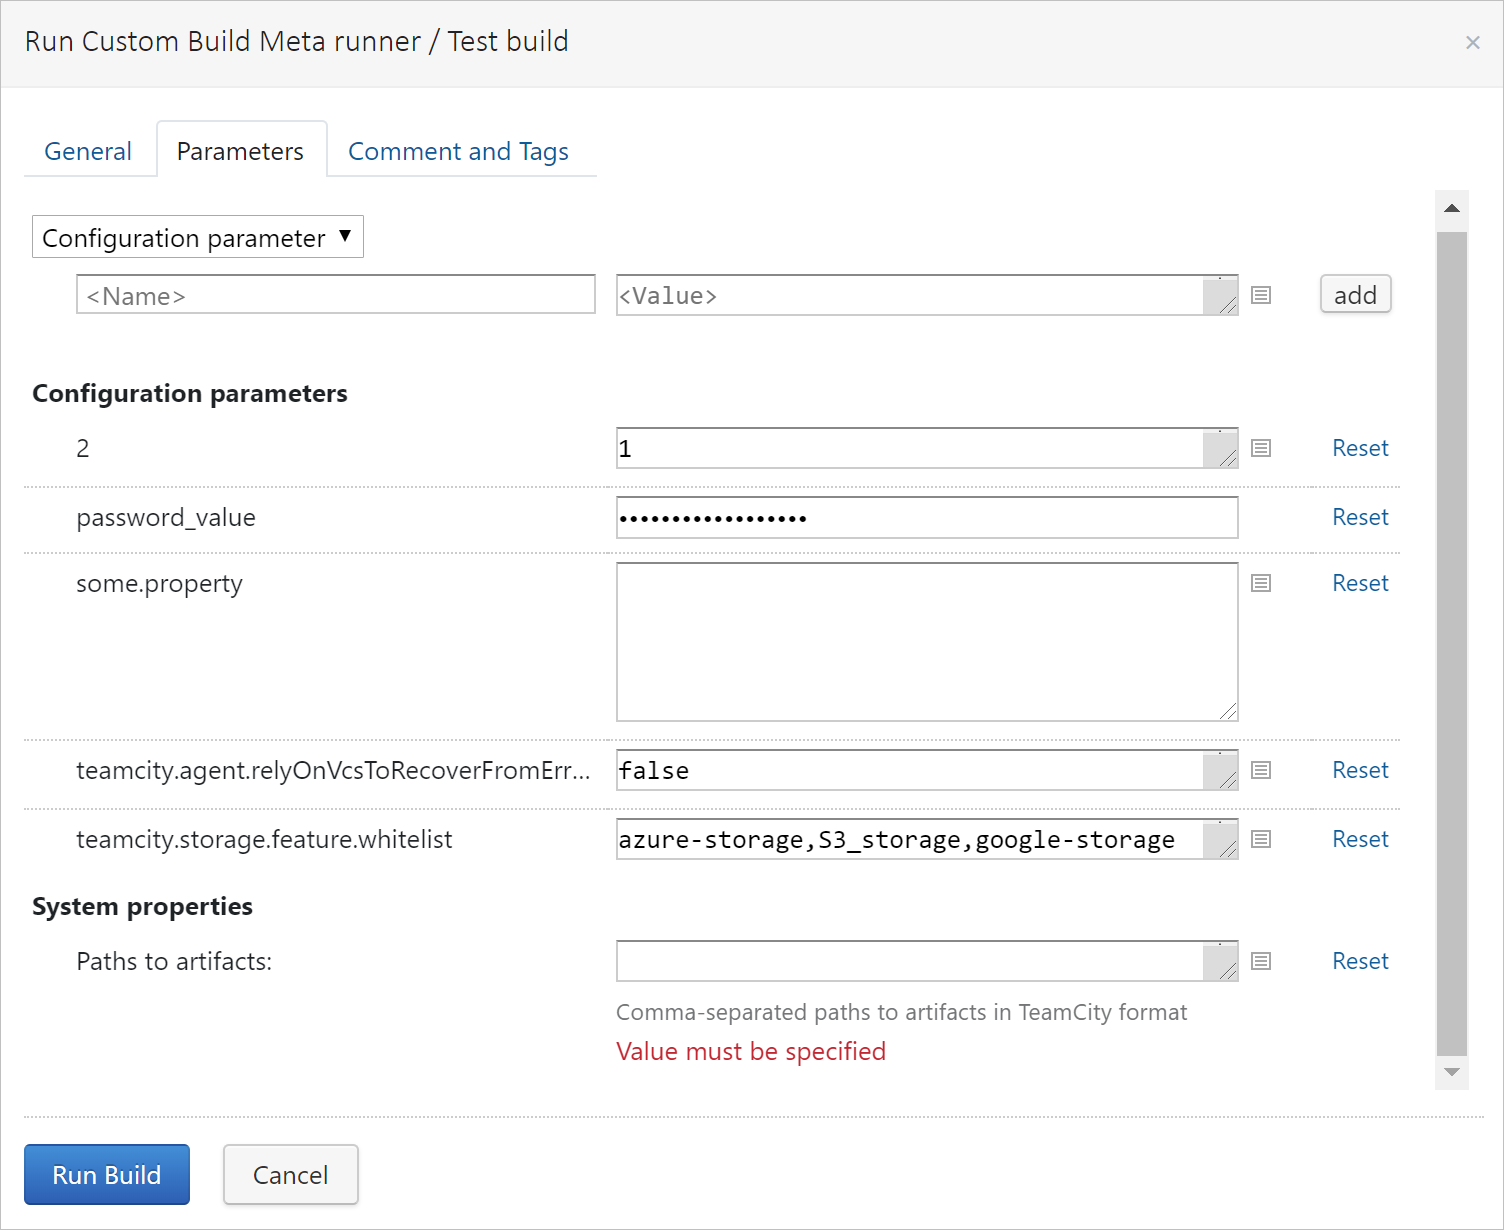 Run Custom Build Meta runner / Test build
×
General Parameters Comment and Tags
Configuration parameter ▼
<Name> <Value> add
Configuration parameters
2 1 Reset
password_value •••••••••••••••••• Reset
some.property Reset
teamcity.agent.relyOnVcsToRecoverFromErr... false Reset
teamcity.storage.feature.whitelist azure-storage,S3_storage,google-storage Reset
System properties
Paths to artifacts: Reset
Comma-separated paths to artifacts in TeamCity format
Value must be specified
Run Build Cancel